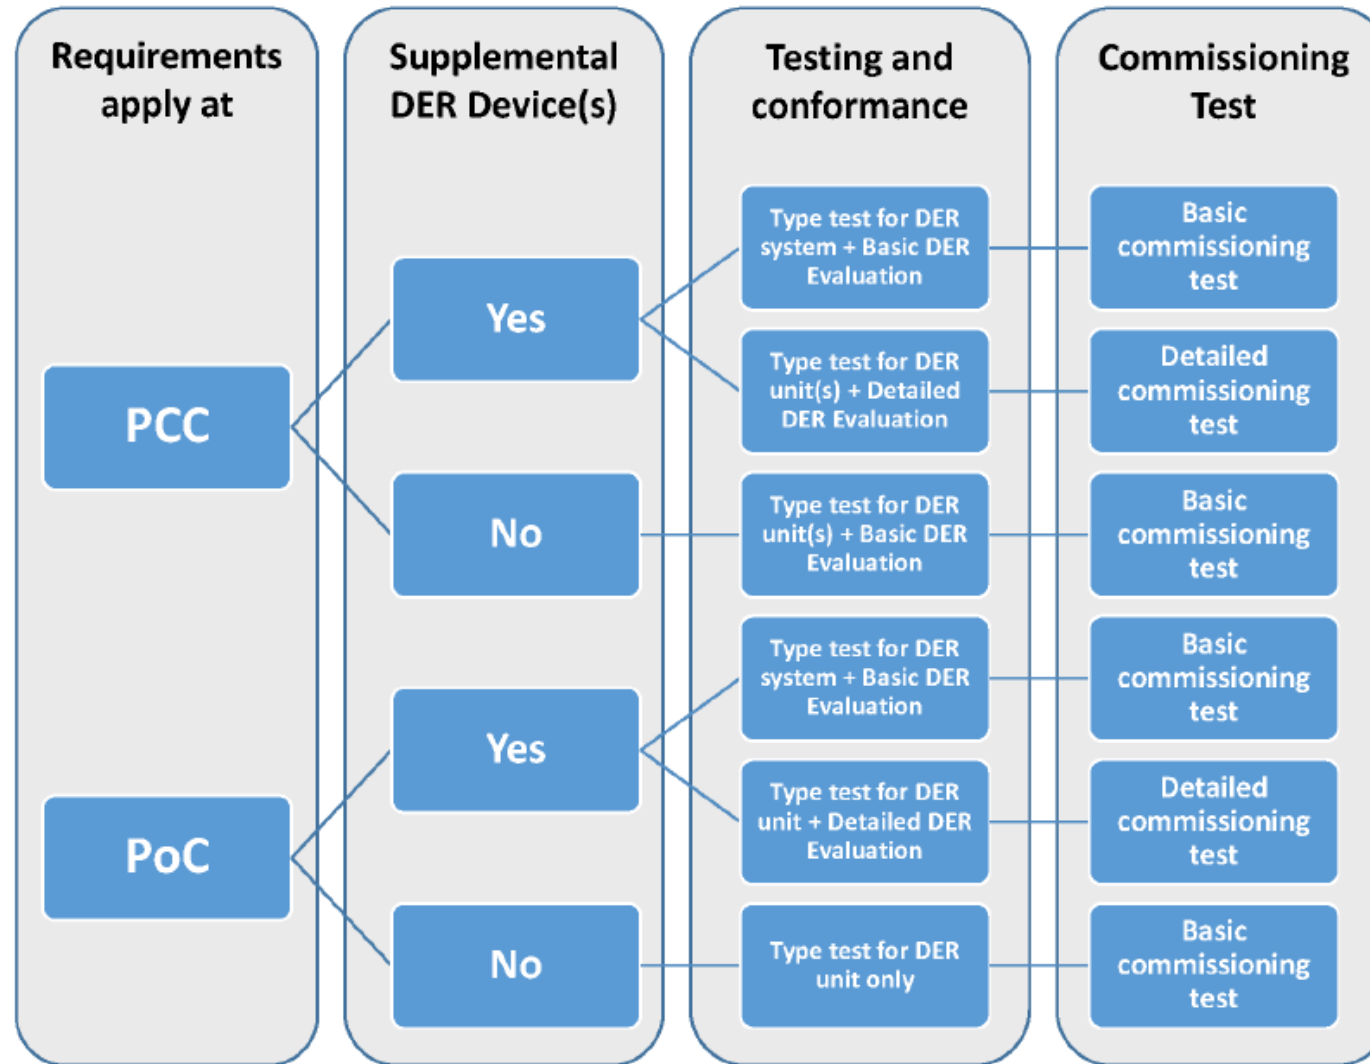 Requirements
apply at
Supplemental
DER Device(s)
Testing and
conformance
Commissioning
Test
PCC
Yes
Type test for DER
system + Basic DER
Evaluation
Basic
commissioning
test
Type test for DER
unit(s) + Detailed
DER Evaluation
Detailed
commissioning
test
No
Type test for DER
unit(s) + Basic DER
Evaluation
Basic
commissioning
test
PoC
Yes
Type test for DER
system + Basic DER
Evaluation
Basic
commissioning
test
Type test for DER
unit + Detailed DER
Evaluation
Detailed
commissioning
test
No
Type test for DER
unit only
Basic
commissioning
test